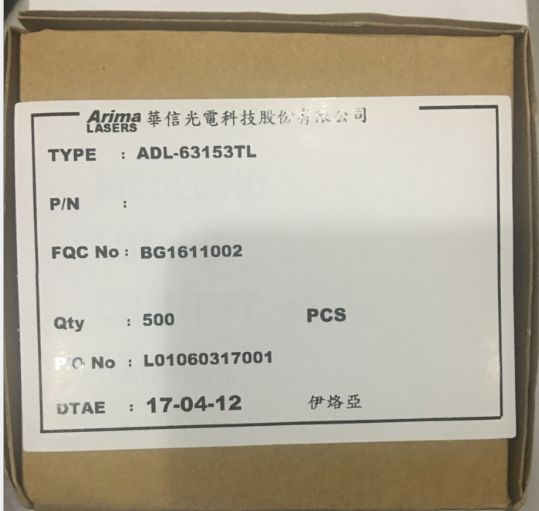 Arima LASERS 華信光電科技股份有限公司
TYPE : ADL-63153TL
P/N :
FQC No : BG1611002
Qty : 500 PCS
P/O No : L01060317001
DTAE : 17-04-12 伊烙亞